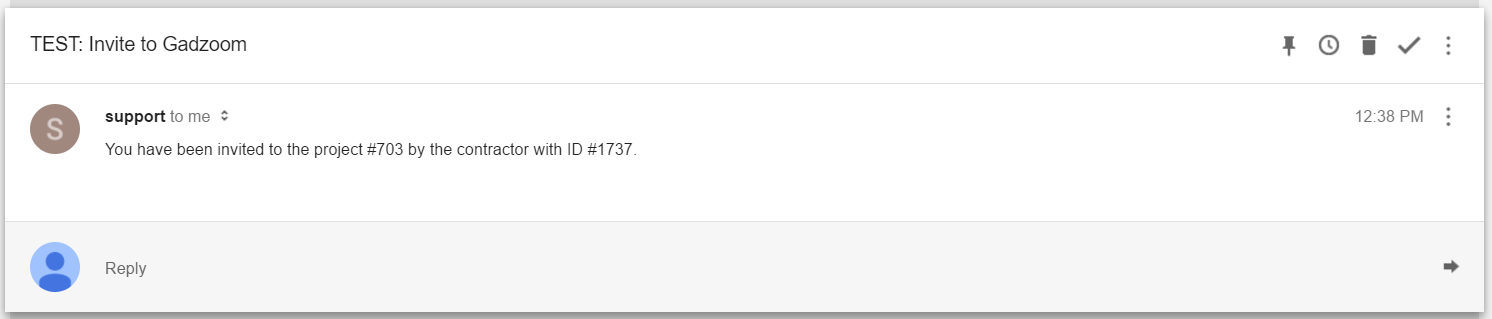 TEST: Invite to Gadzoom
S
support to me
12:38 PM
You have been invited to the project #703 by the contractor with ID #1737.
Reply